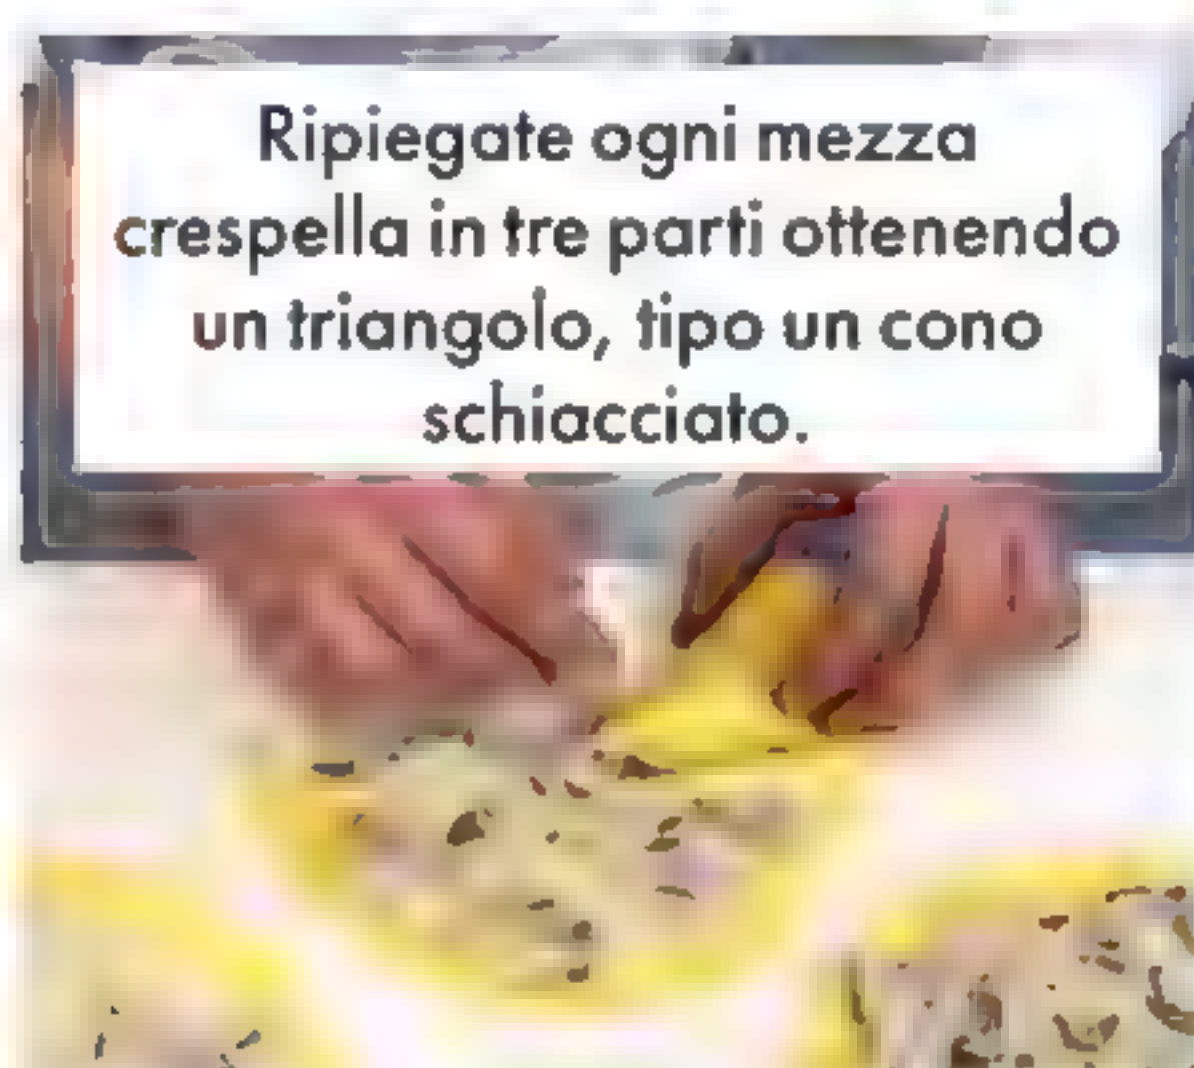 Ripiegate ogni mezza
crespella in tre parti ottenendo
un triangolo, tipo un cono
schiacciato.